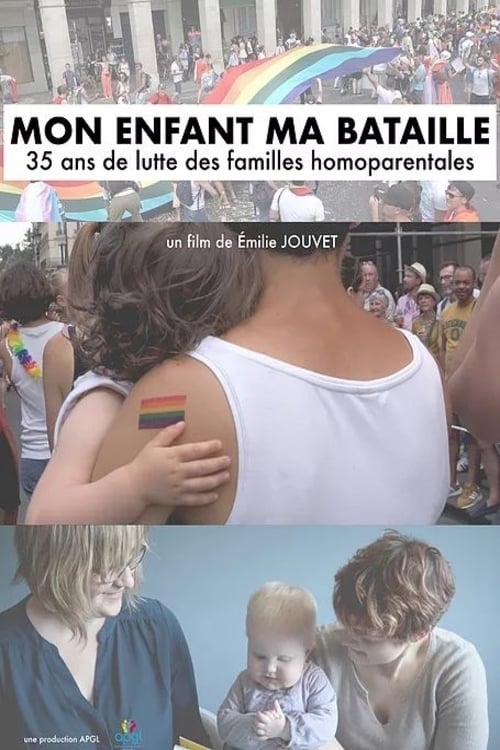 MON ENFANT MA BATAILLE
35 ans de lutte des familles homoparentales
un film de Émilie JOUVET
une production APGL
apgl